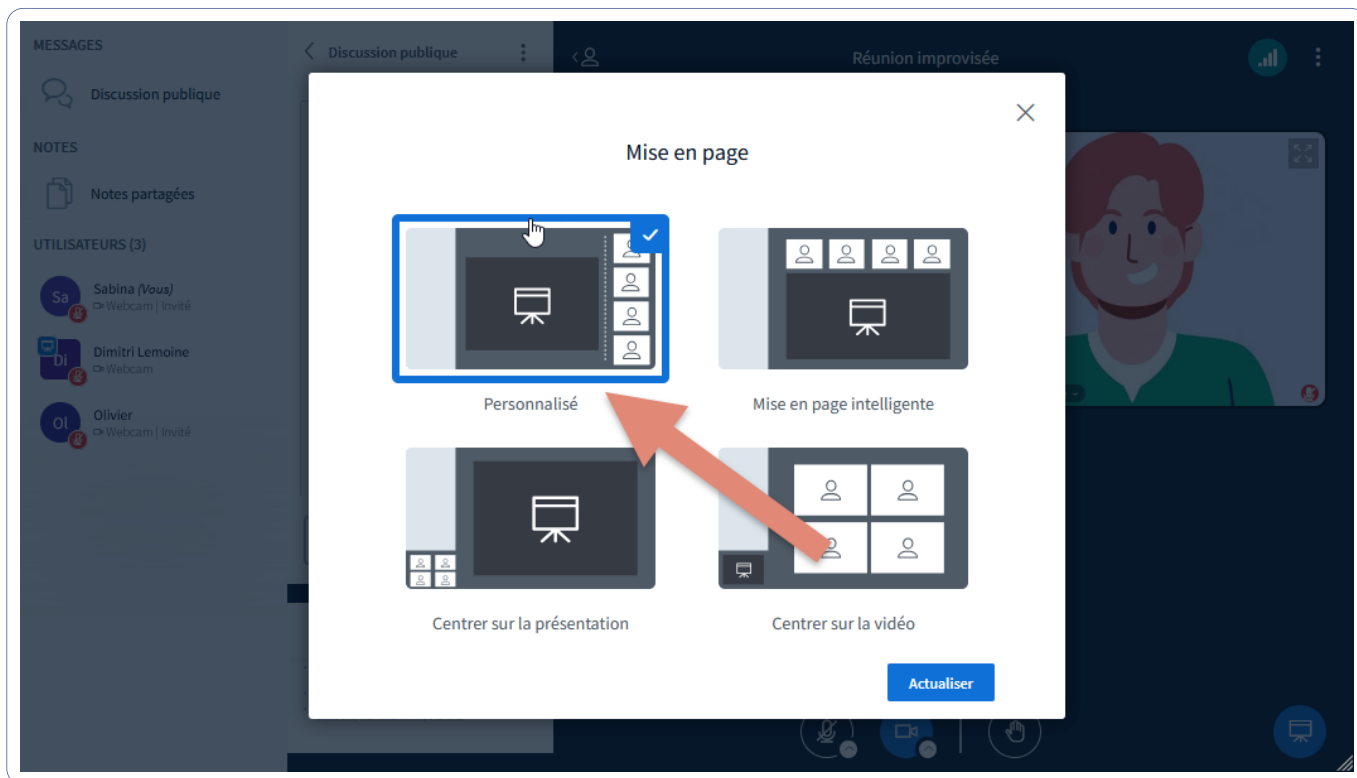 MESSAGES
Discussion publique
NOTES
Notes partagées
UTILISATEURS (3)
Sa
Sabina (Vous)
Webcam | Invité
Di
Dimitri Lemoine
Webcam
Ol
Olivier
Webcam | Invité
Discussion publique
Réunion improvisée
Mise en page
Personnalisé
Mise en page intelligente
Centrer sur la présentation
Centrer sur la vidéo
Actualiser